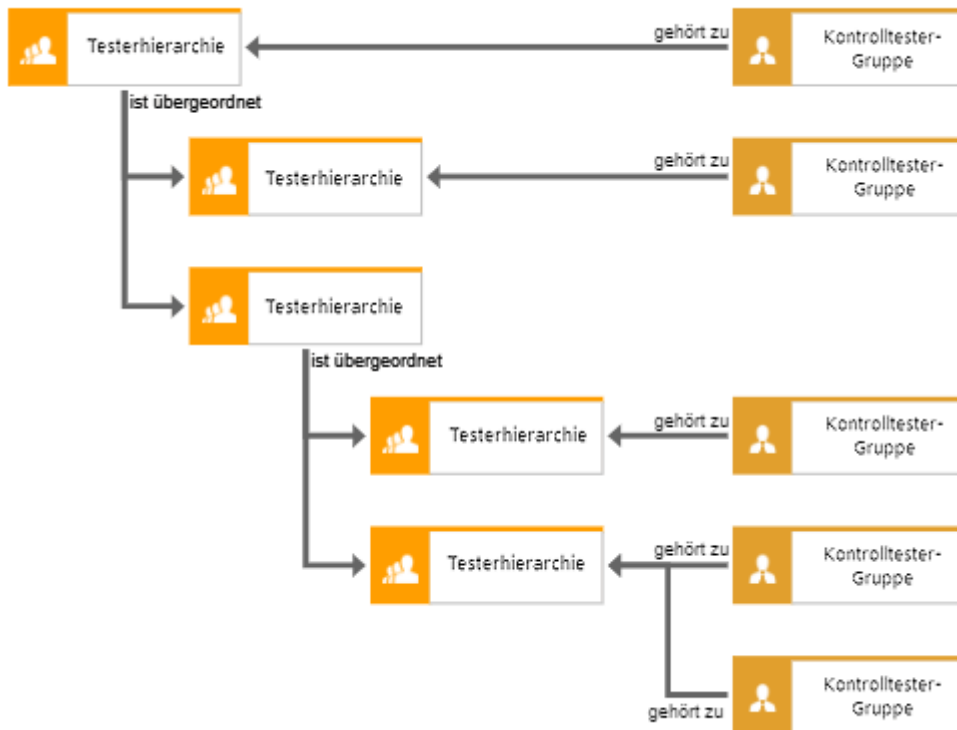 Testerhierarchie
gehört zu
Kontrolltester-
Gruppe
ist übergeordnet
Testerhierarchie
gehört zu
Kontrolltester-
Gruppe
Testerhierarchie
ist übergeordnet
Testerhierarchie
gehört zu
Kontrolltester-
Gruppe
Testerhierarchie
gehört zu
Kontrolltester-
Gruppe
gehört zu
Kontrolltester-
Gruppe